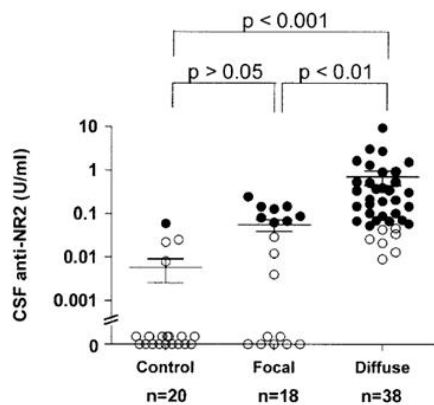 p < 0.001
p > 0.05
p < 0.01
CSF anti-NR2 (U/ml)
10
1
0.1
0.01
0.001
0
Control
Focal
Diffuse
n=20
n=18
n=38